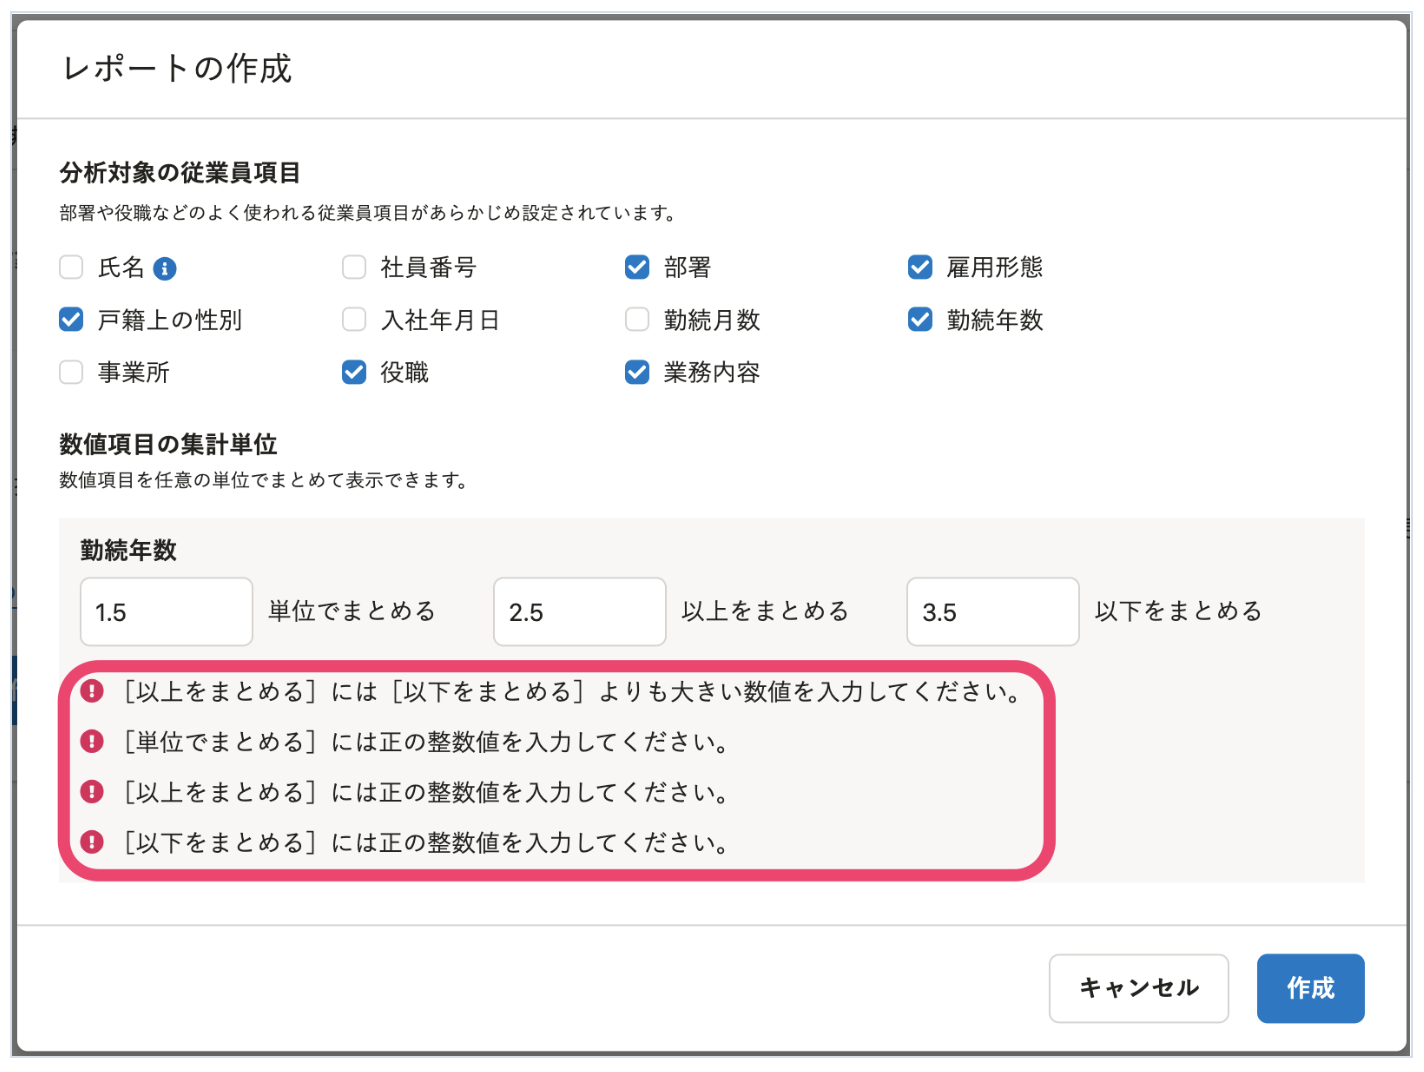 レポートの作成
分析対象の従業員項目
部署や役職などのよく使われる従業員項目があらかじめ設定されています。
氏名 社員番号 部署 雇用形態
戸籍上の性別 入社年月日 勤続月数 勤続年数
事業所 役職 業務内容
数値項目の集計単位
数値項目を任意の単位でまとめて表示できます。
勤続年数
1.5 単位でまとめる 2.5 以上をまとめる 3.5 以下をまとめる
［以上をまとめる］には［以下をまとめる］よりも大きい数値を入力してください。
［単位でまとめる］には正の整数値を入力してください。
［以上をまとめる］には正の整数値を入力してください。
［以下をまとめる］には正の整数値を入力してください。
キャンセル 作成